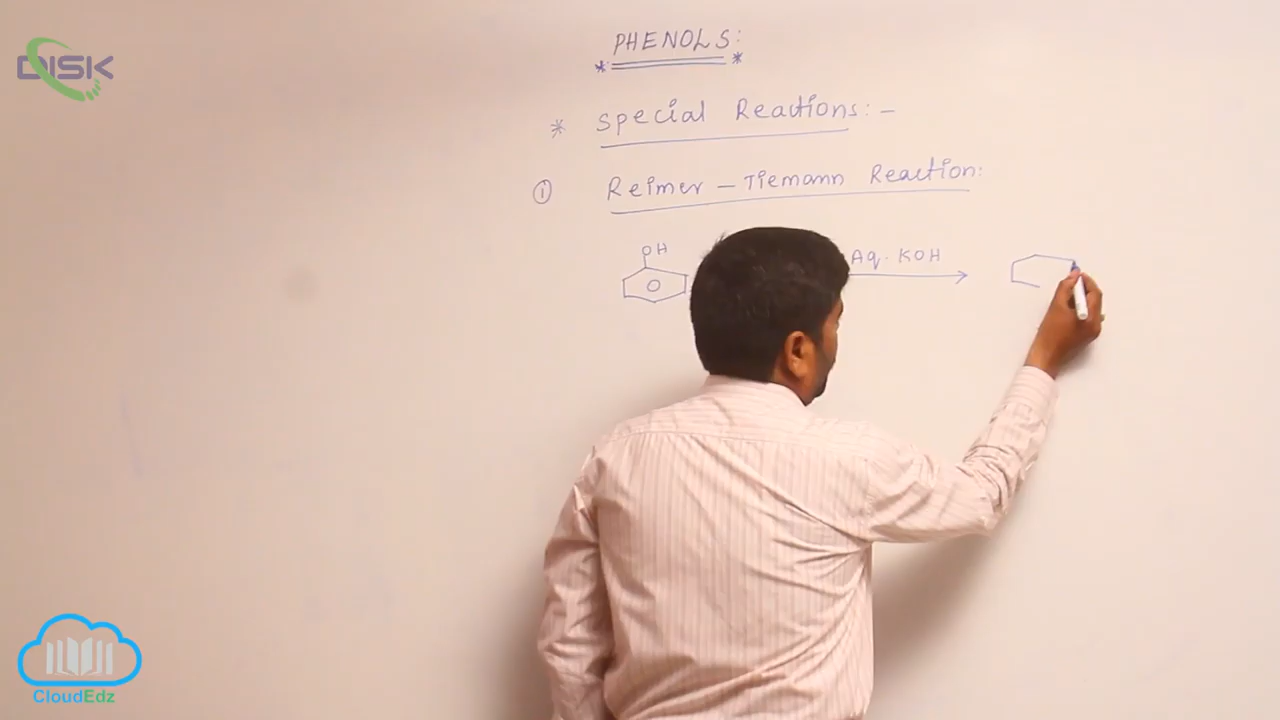 DISK
PHENOLS:
* *
* Special Reactions:-
① Reimer - Tiemann Reaction:
OH
Aq. KOH
CloudEdz